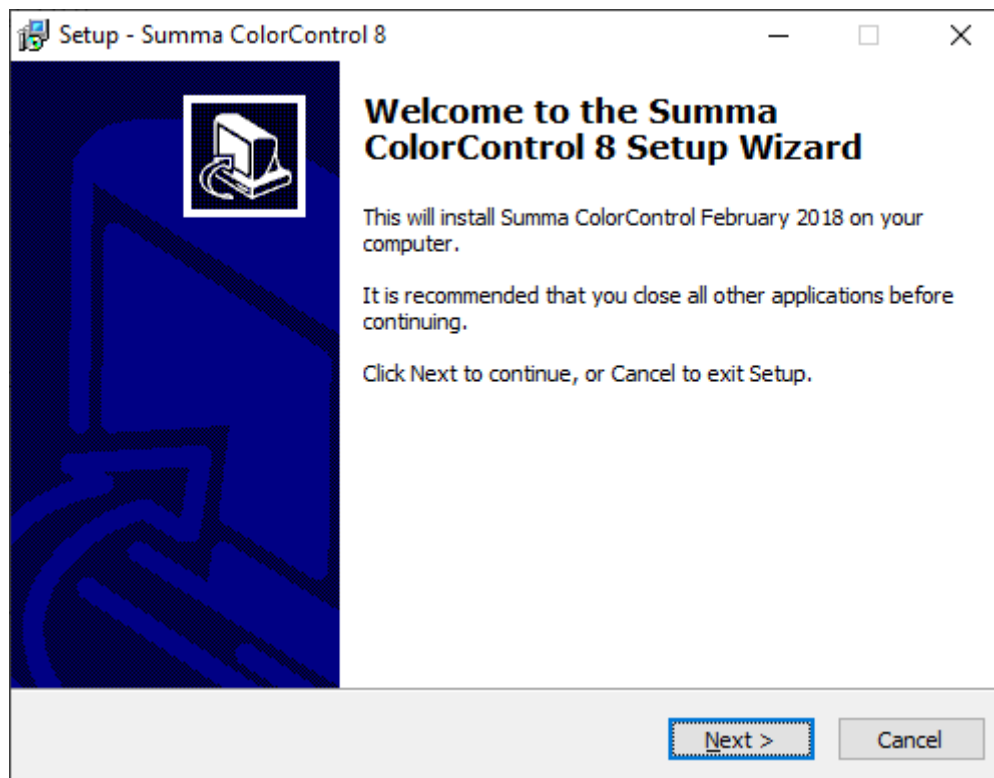 Setup - Summa ColorControl 8
Welcome to the Summa
ColorControl 8 Setup Wizard
This will install Summa ColorControl February 2018 on your
computer.
It is recommended that you close all other applications before
continuing.
Click Next to continue, or Cancel to exit Setup.
Next >
Cancel